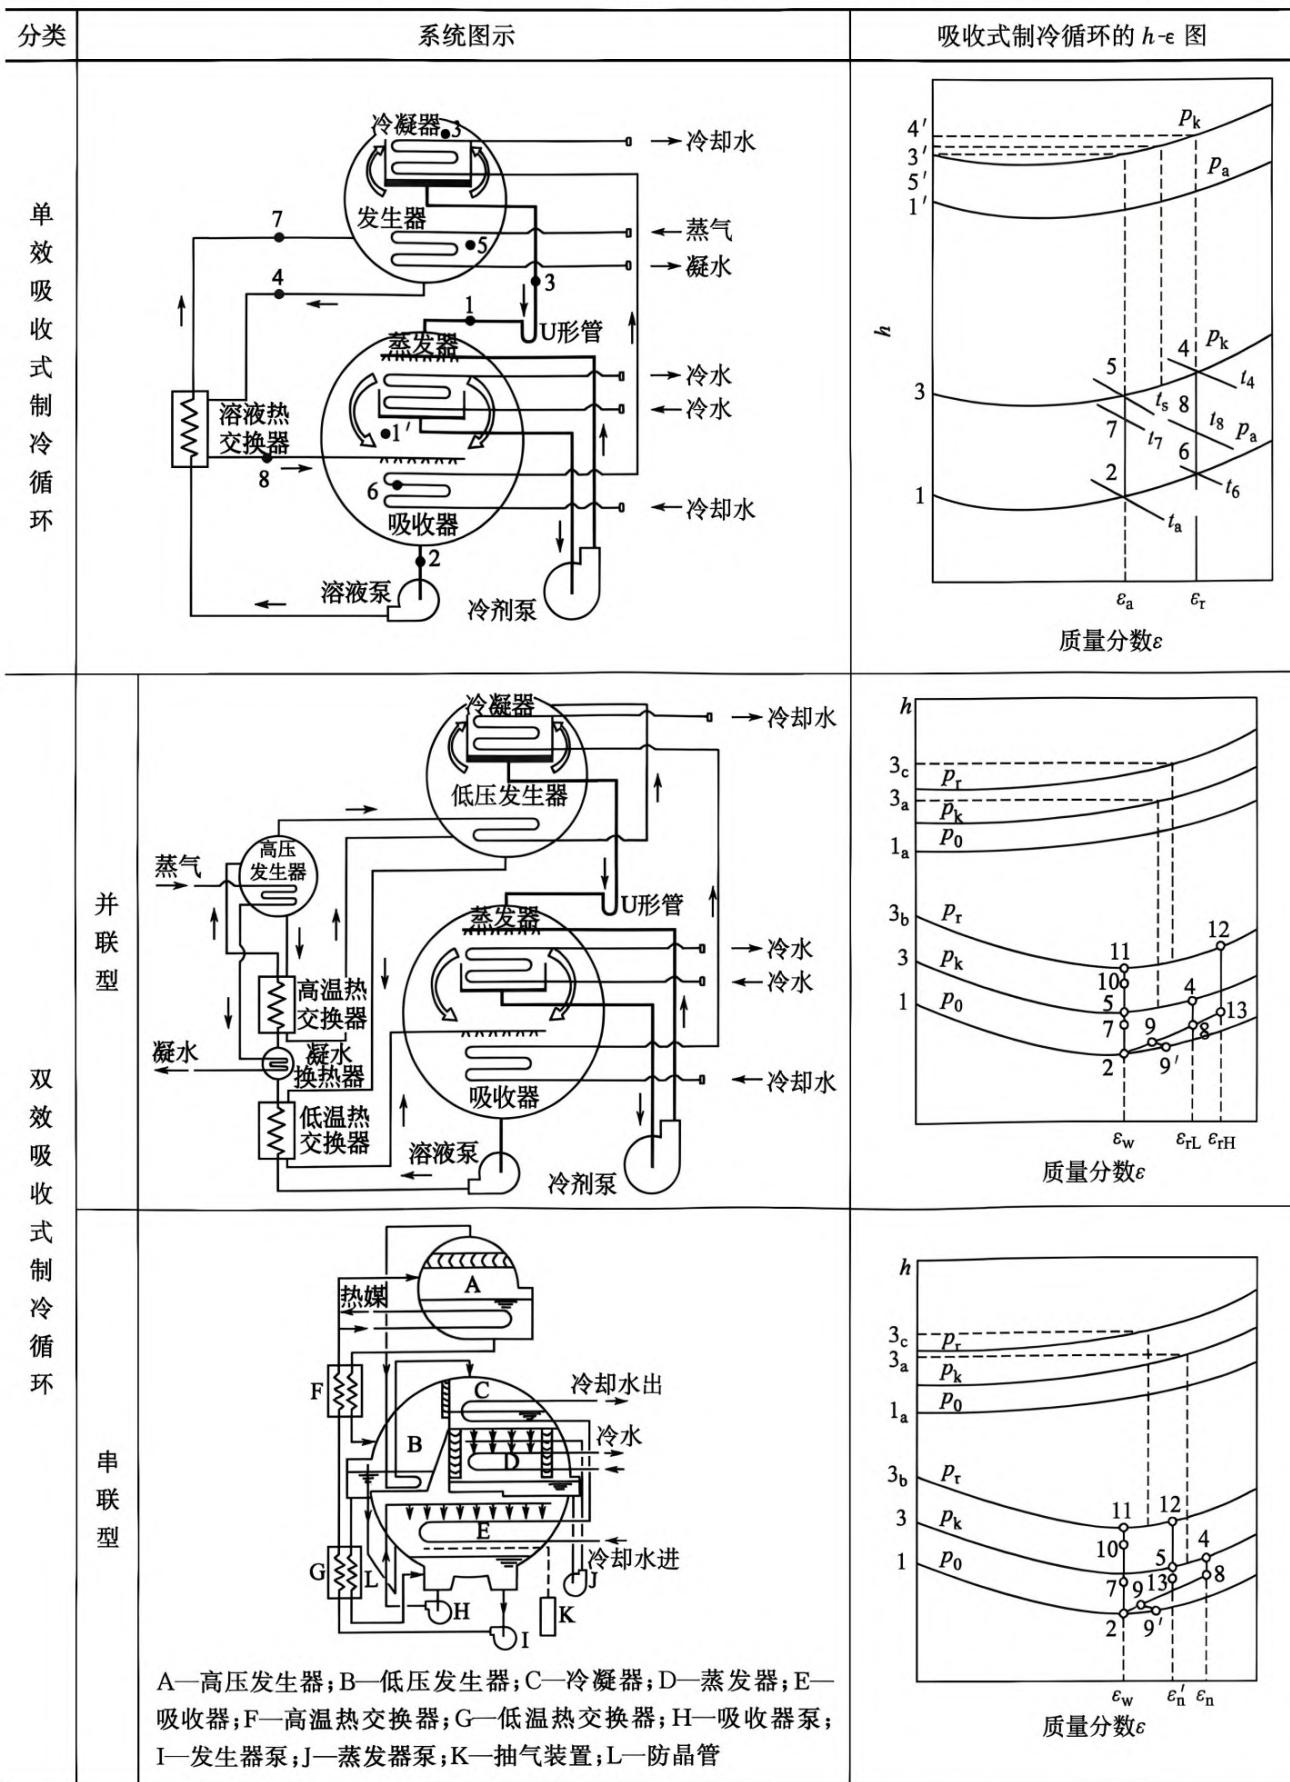 分类
系统图示
吸收式制冷循环的 h-ε 图
单效吸收式制冷循环
冷凝器
3
冷却水
发生器
蒸气
5
凝水
7
4
3
1
U形管
蒸发器
冷水
冷水
溶液热
交换器
1′
8
6
冷却水
吸收器
2
溶液泵
冷剂泵
4′
3′
5′
1′
pk
pa
h
3
1
5
4
pk
t4
ts
8
7
t7
t8
pa
2
6
t6
ta
εa
εr
质量分数ε
双效吸收式制冷循环
并联型
冷凝器
冷却水
低压发生器
高压
发生器
蒸气
U形管
蒸发器
冷水
冷水
高温热
交换器
凝水
凝水
换热器
冷却水
吸收器
低温热
交换器
溶液泵
冷剂泵
h
3c
pr
3a
pk
p0
1a
3b
pr
12
3
pk
11
10
4
1
p0
5
13
7
9
8
2
9′
εw
εrL
εrH
质量分数ε
串联型
A
热媒
F
C
冷却水出
B
冷水
D
E
冷却水进
G
L
J
H
K
I
A—高压发生器;B—低压发生器;C—冷凝器;D—蒸发器;E—
吸收器;F—高温热交换器;G—低温热交换器;H—吸收器泵;
I—发生器泵;J—蒸发器泵;K—抽气装置;L—防晶管
h
3c
pr
3a
pk
1a
p0
3b
pr
3
pk
11
12
10
4
1
p0
5
7
13
8
9
2
9′
εw
εn′
εn
质量分数ε